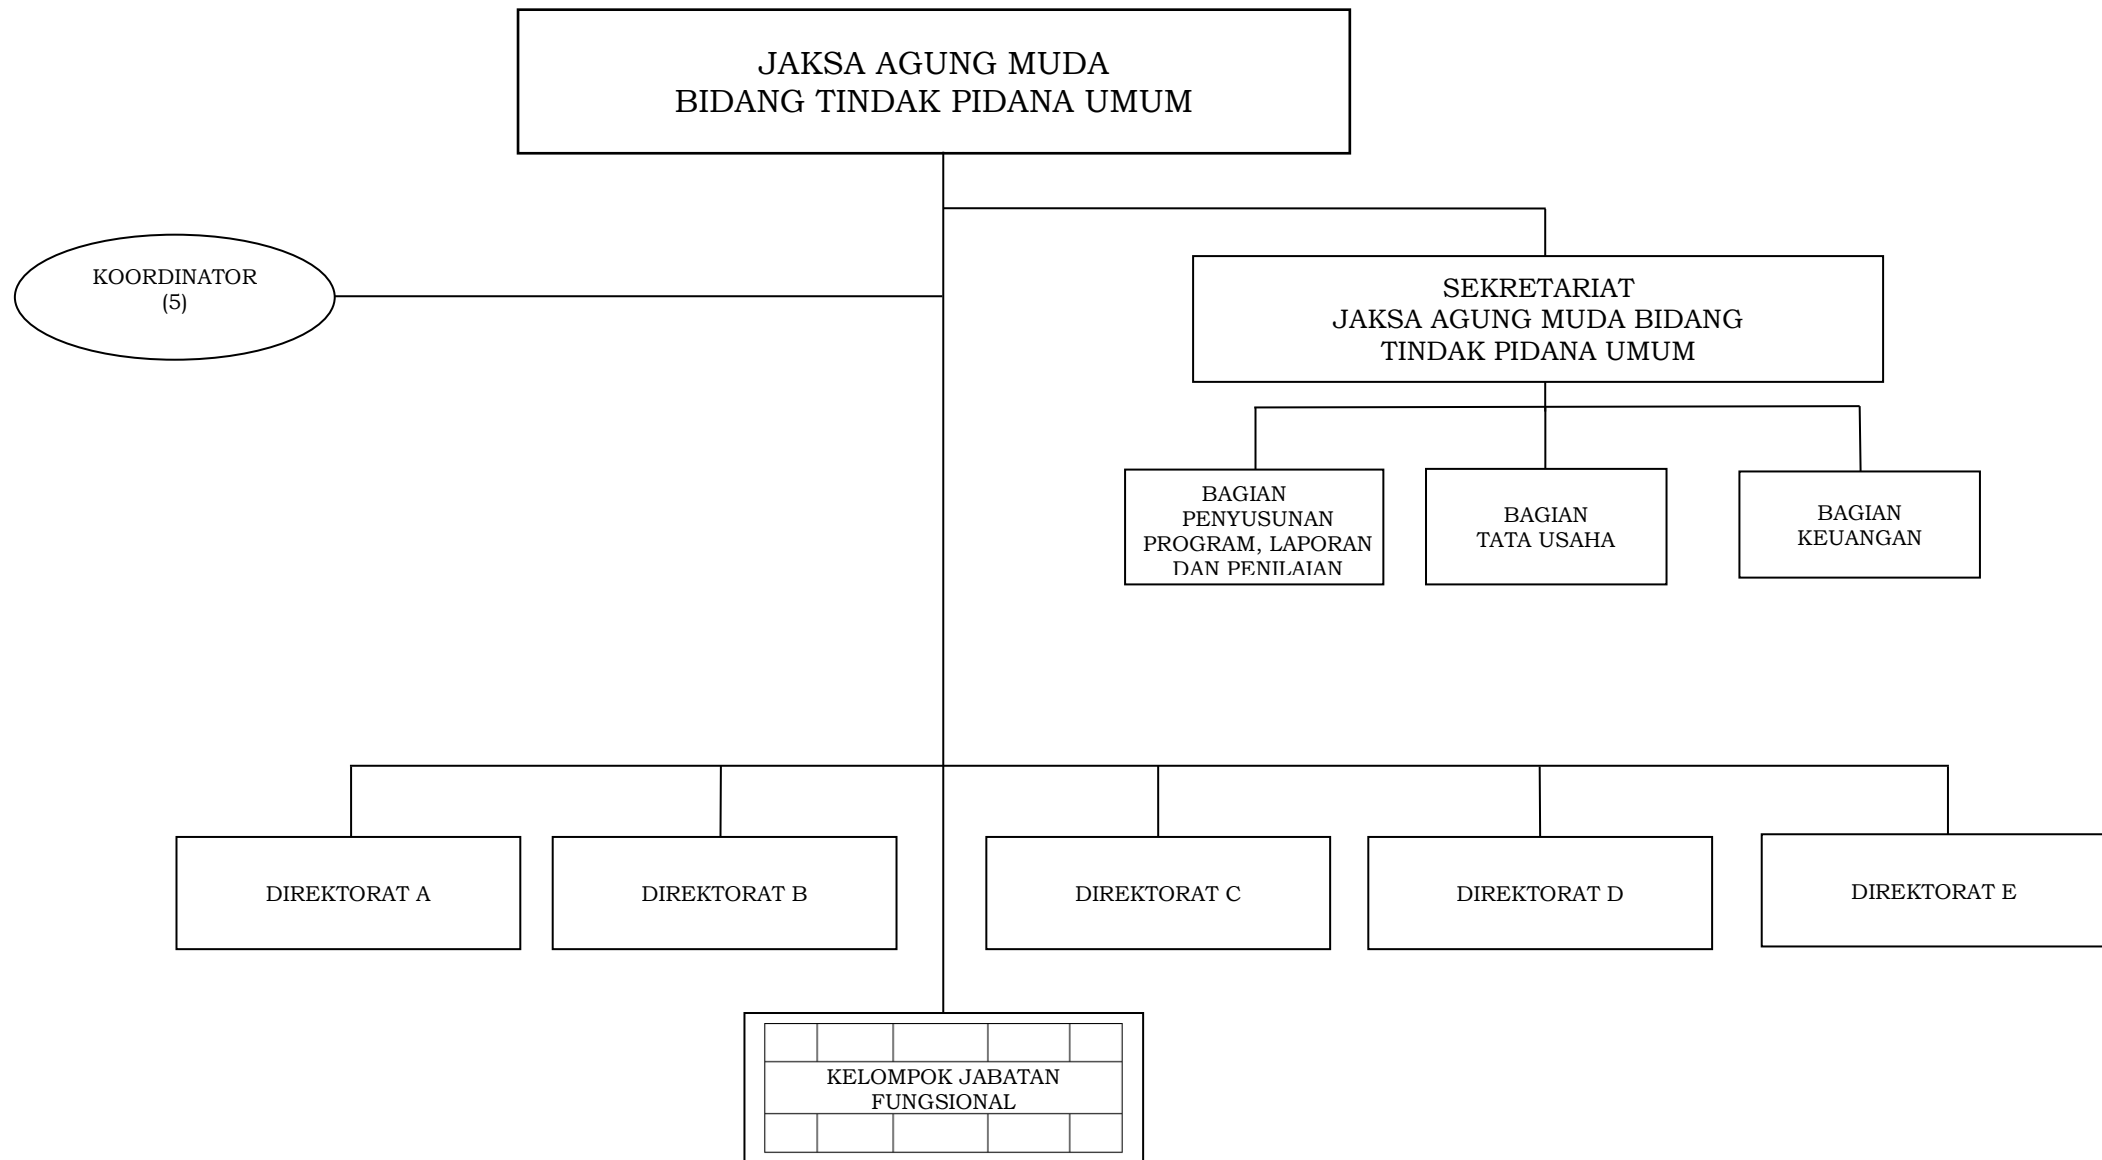 JAKSA AGUNG MUDA
BIDANG TINDAK PIDANA UMUM
KOORDINATOR
(5)
SEKRETARIAT
JAKSA AGUNG MUDA BIDANG
TINDAK PIDANA UMUM
BAGIAN
PENYUSUNAN
PROGRAM, LAPORAN
DAN PENILAIAN
BAGIAN
TATA USAHA
BAGIAN
KEUANGAN
DIREKTORAT A
DIREKTORAT B
DIREKTORAT C
DIREKTORAT D
DIREKTORAT E
KELOMPOK JABATAN
FUNGSIONAL